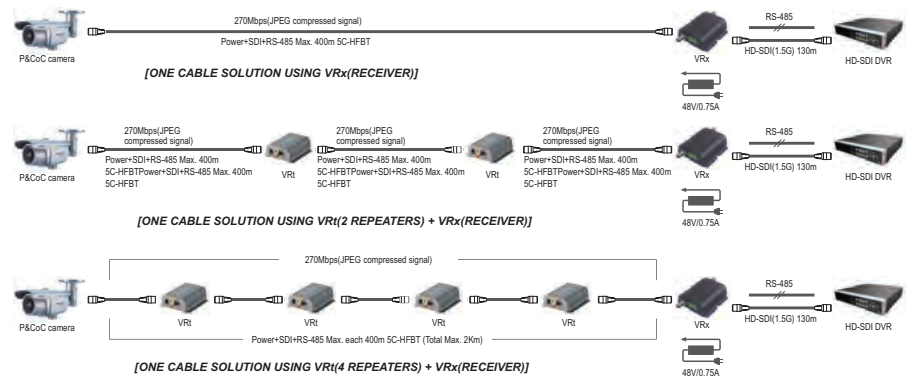 270Mbps(JPEG compressed signal)
RS-485
Power+SDI+RS-485 Max. 400m 5C-HFBT
HD-SDI(1.5G) 130m
P&CoC camera
VRx
HD-SDI DVR
[ONE CABLE SOLUTION USING VRx(RECEIVER)]
48V/0.75A
270Mbps(JPEG
compressed signal)
270Mbps(JPEG
compressed signal)
270Mbps(JPEG
compressed signal)
RS-485
Power+SDI+RS-485 Max. 400m
5C-HFBTPower+SDI+RS-485 Max. 400m
5C-HFBT
Power+SDI+RS-485 Max. 400m
5C-HFBTPower+SDI+RS-485 Max. 400m
5C-HFBT
Power+SDI+RS-485 Max. 400m
5C-HFBTPower+SDI+RS-485 Max. 400m
5C-HFBT
HD-SDI(1.5G) 130m
P&CoC camera
VRt
VRt
VRx
HD-SDI DVR
[ONE CABLE SOLUTION USING VRt(2 REPEATERS) + VRx(RECEIVER)]
48V/0.75A
270Mbps(JPEG compressed signal)
RS-485
HD-SDI(1.5G) 130m
P&CoC camera
VRt
VRt
VRt
VRt
VRx
HD-SDI DVR
Power+SDI+RS-485 Max. each 400m 5C-HFBT (Total Max. 2Km)
[ONE CABLE SOLUTION USING VRt(4 REPEATERS) + VRx(RECEIVER)]
48V/0.75A